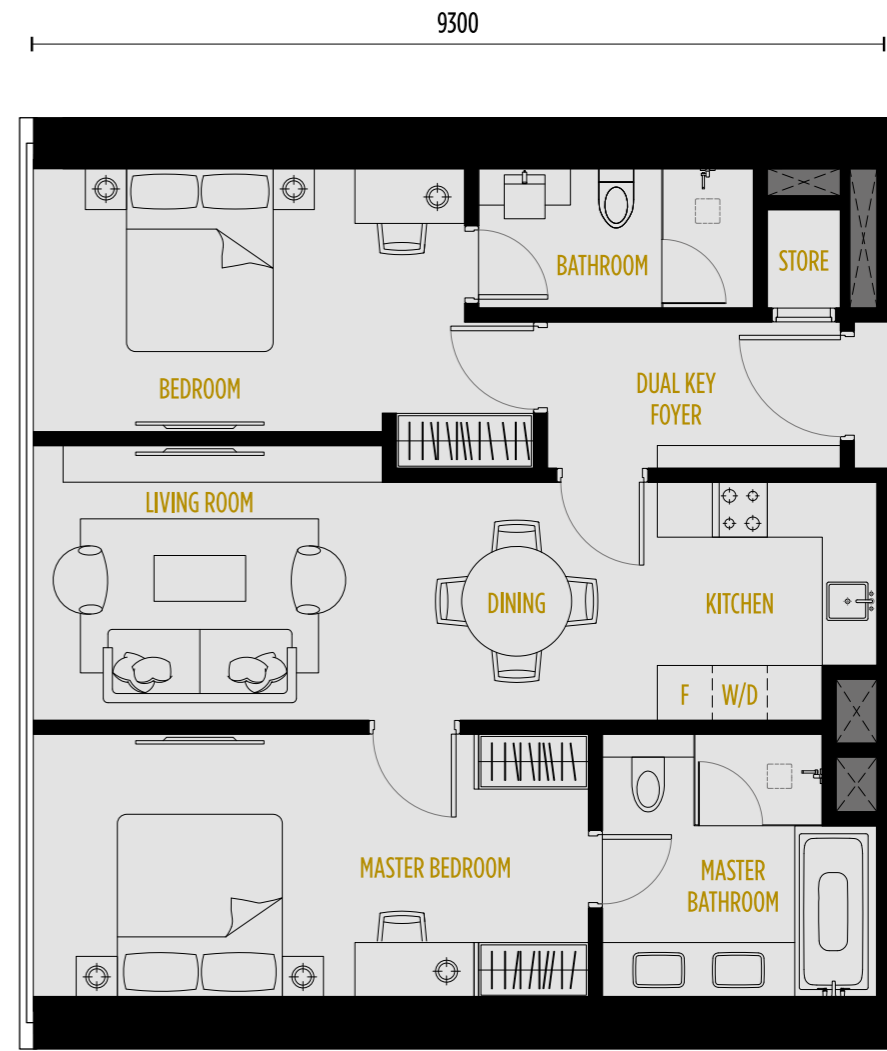 9300
BATHROOM
STORE
BEDROOM
DUAL KEY
FOYER
LIVING ROOM
DINING
KITCHEN
F
W/D
MASTER BEDROOM
MASTER
BATHROOM